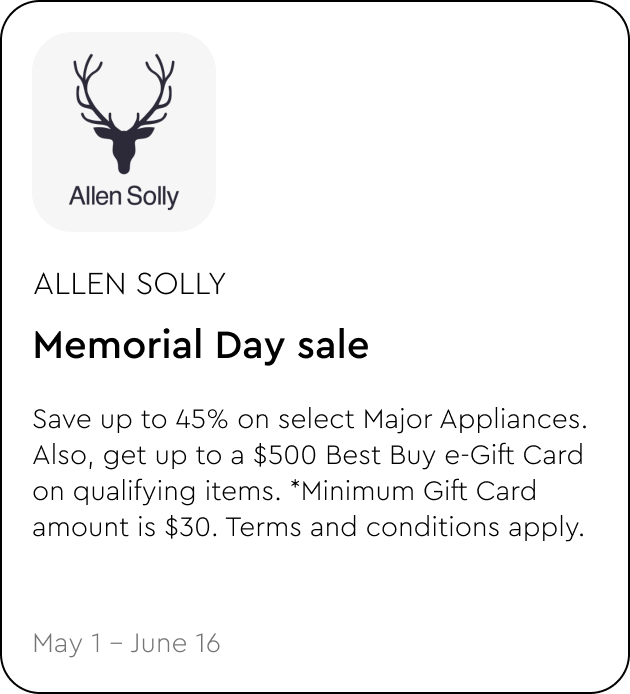 Allen Solly
ALLEN SOLLY
Memorial Day sale
Save up to 45% on select Major Appliances.
Also, get up to a $500 Best Buy e-Gift Card
on qualifying items. *Minimum Gift Card
amount is $30. Terms and conditions apply.
May 1 – June 16